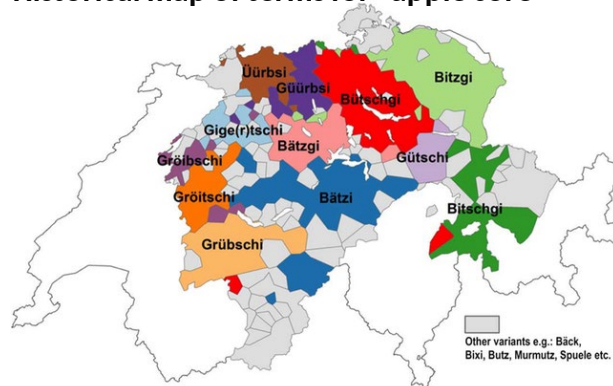 Historical map of terms for "apple core"
Üürbsi
Güürbsi
Bütschgi
Bitzgi
Gige(r)tschi
Bätzgi
Gröibschi
Gütschi
Gröitschi
Bätzi
Bitschgi
Grübschi
Other variants e.g.: Bäck,
Bixi, Butz, Murmutz, Spuele etc.